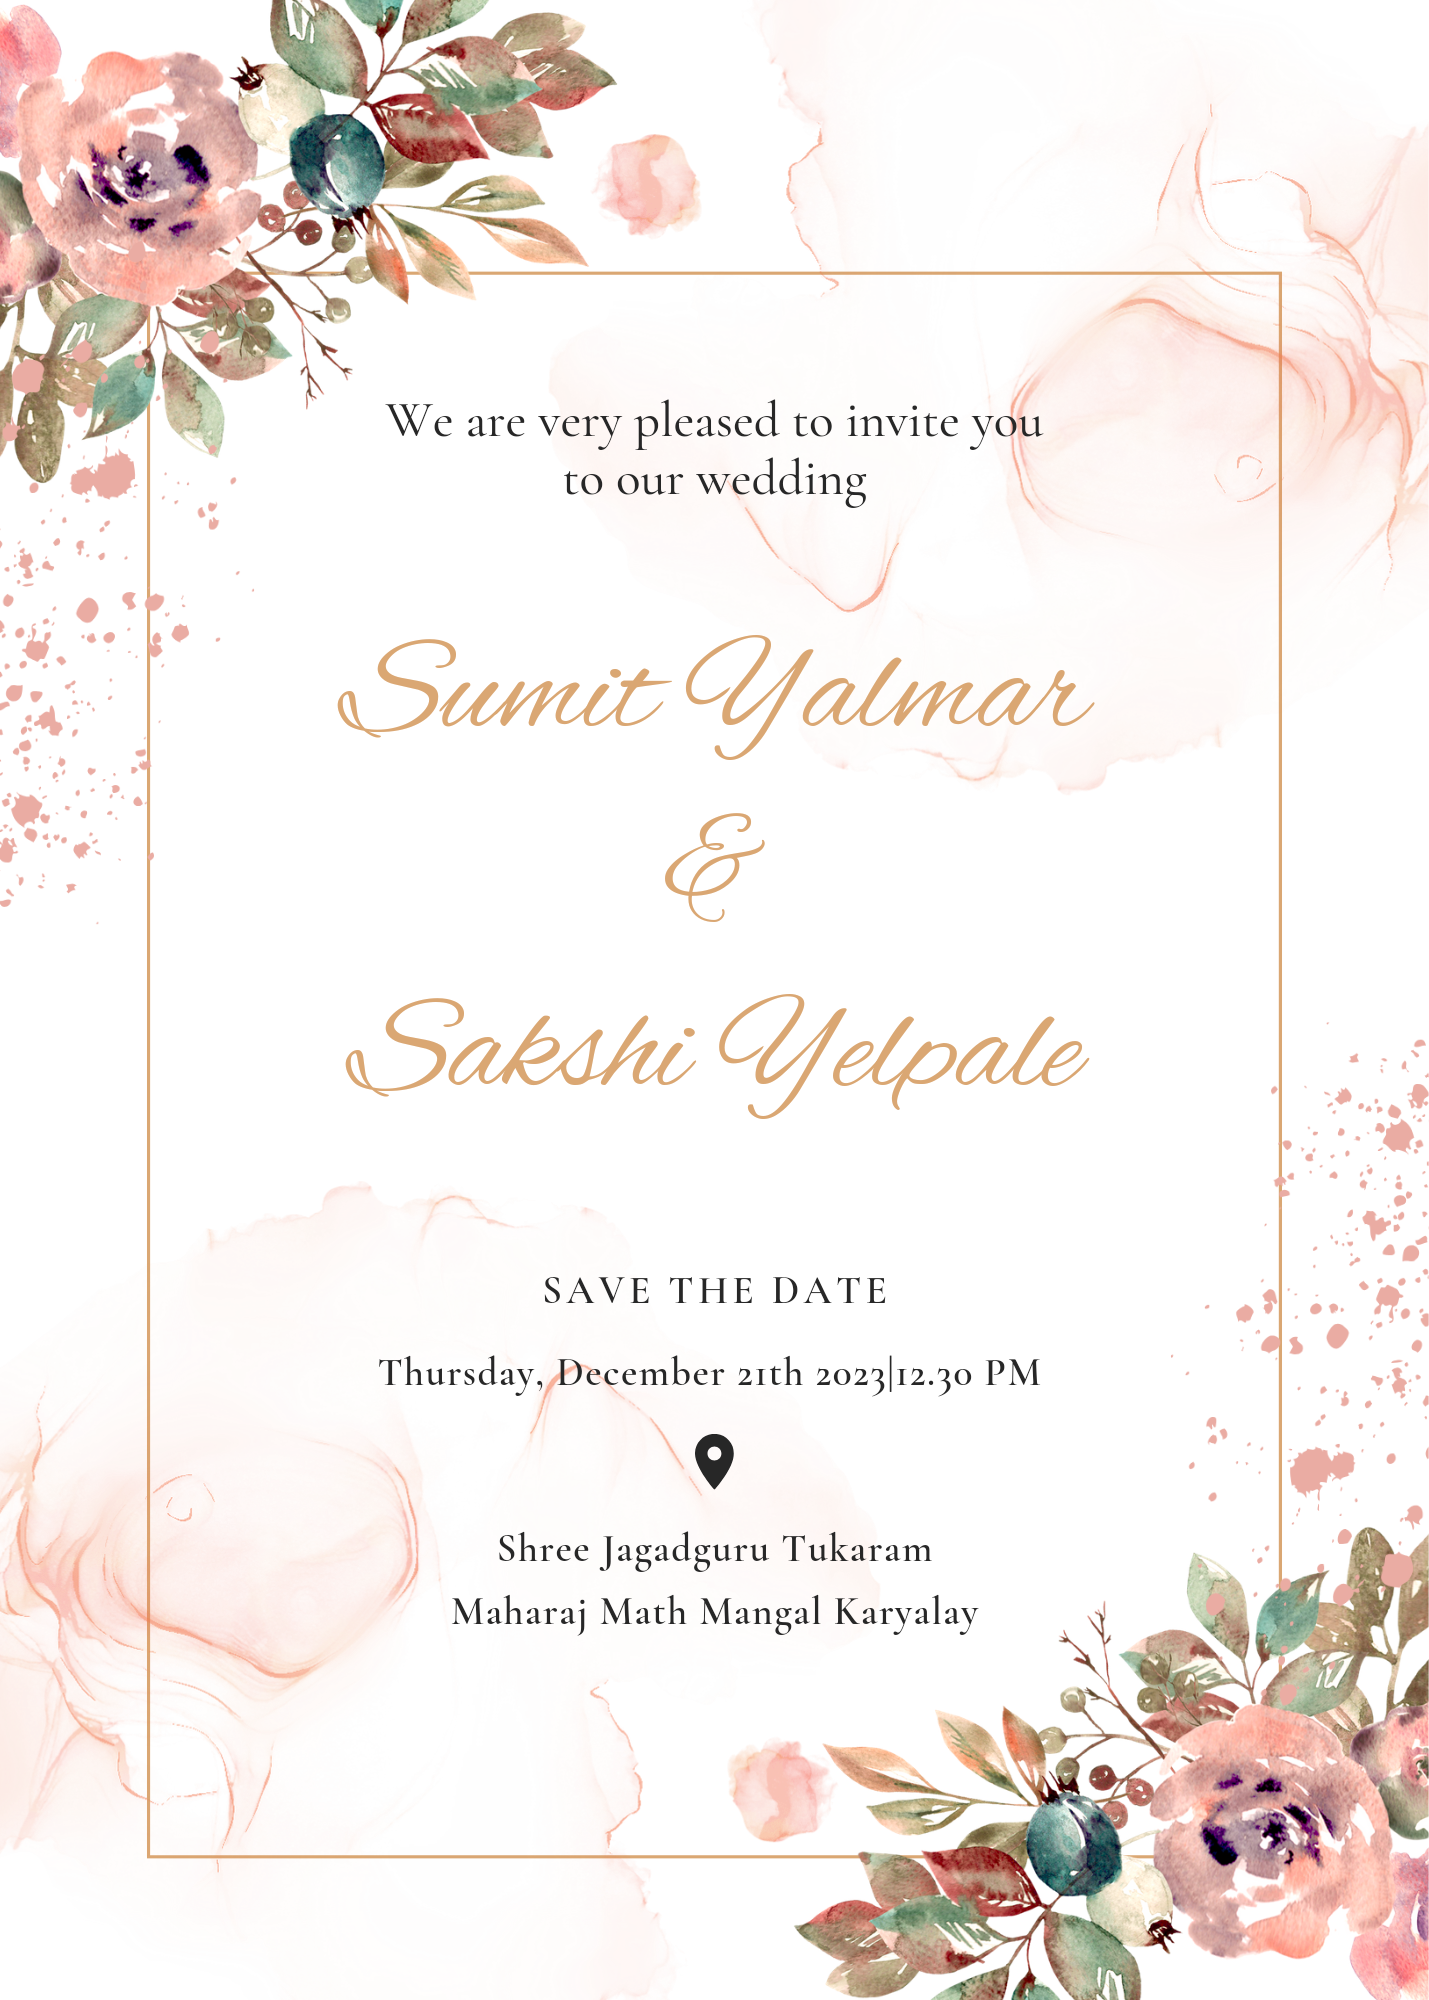 We are very pleased to invite you
to our wedding
Sumit Yalmar
&
Sakshi Yelpale
SAVE THE DATE
Thursday, December 21th 2023|12.30 PM
Shree Jagadguru Tukaram
Maharaj Math Mangal Karyalay